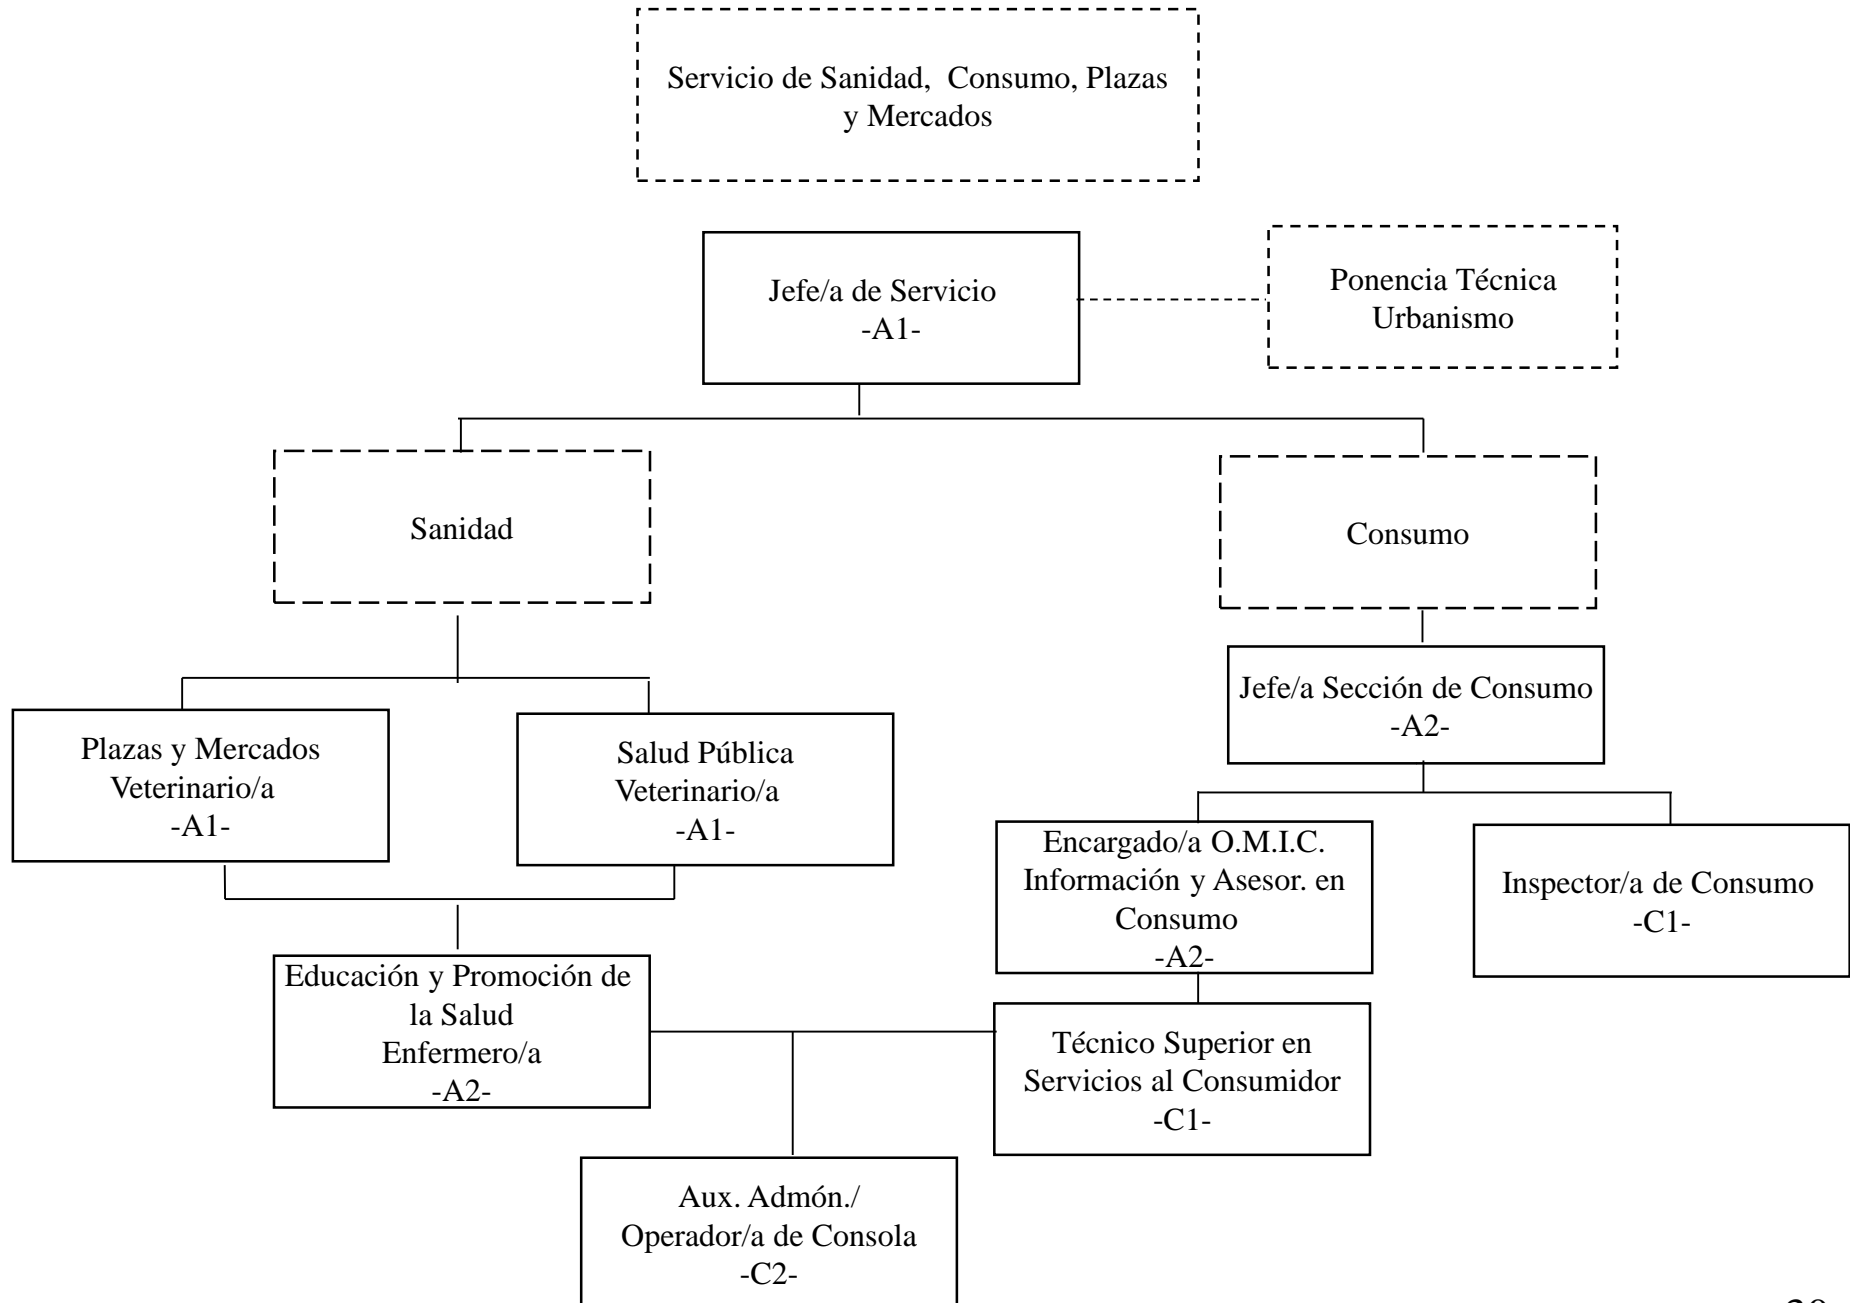 Servicio de Sanidad, Consumo, Plazas
y Mercados
Jefe/a de Servicio
-A1-
Ponencia Técnica
Urbanismo
Sanidad
Consumo
Jefe/a Sección de Consumo
-A2-
Plazas y Mercados
Veterinario/a
-A1-
Salud Pública
Veterinario/a
-A1-
Encargado/a O.M.I.C.
Información y Asesor. en
Consumo
-A2-
Inspector/a de Consumo
-C1-
Educación y Promoción de
la Salud
Enfermero/a
-A2-
Técnico Superior en
Servicios al Consumidor
-C1-
Aux. Admón./
Operador/a de Consola
-C2-